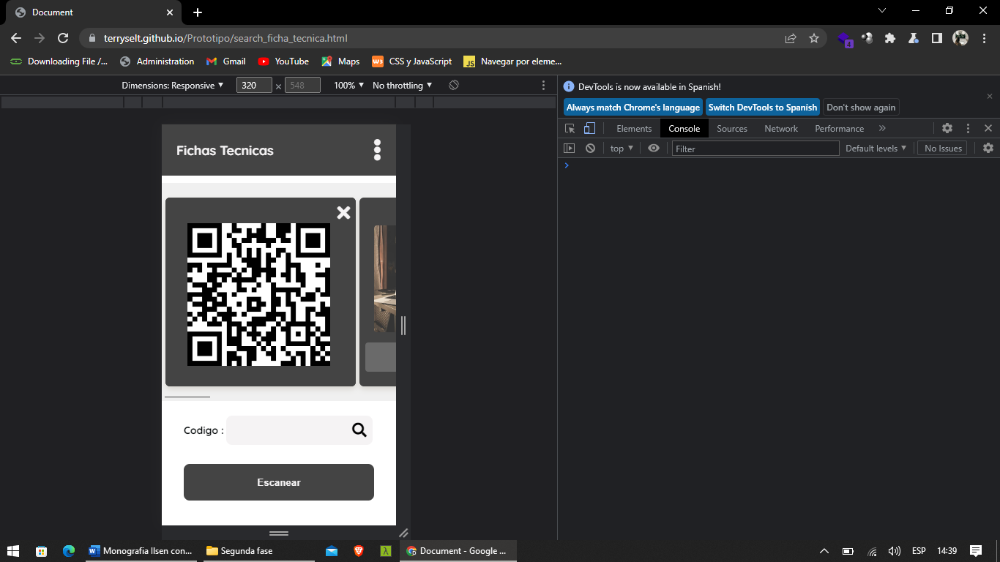 Document
terryselt.github.io/Prototipo/search_ficha_tecnica.html
4
Downloading File /...
Administration
Gmail
YouTube
Maps
CSS y JavaScript
Navegar por eleme...
Dimensions: Responsive
320
×
548
100%
No throttling
DevTools is now available in Spanish!
Always match Chrome's language
Switch DevTools to Spanish
Don't show again
Elements
Console
Sources
Network
Performance
top
Filter
Default levels
No Issues
Fichas Tecnicas
Codigo :
Escanear
Monografia Ilsen con...
Segunda fase
Document - Google ...
ESP
14:39